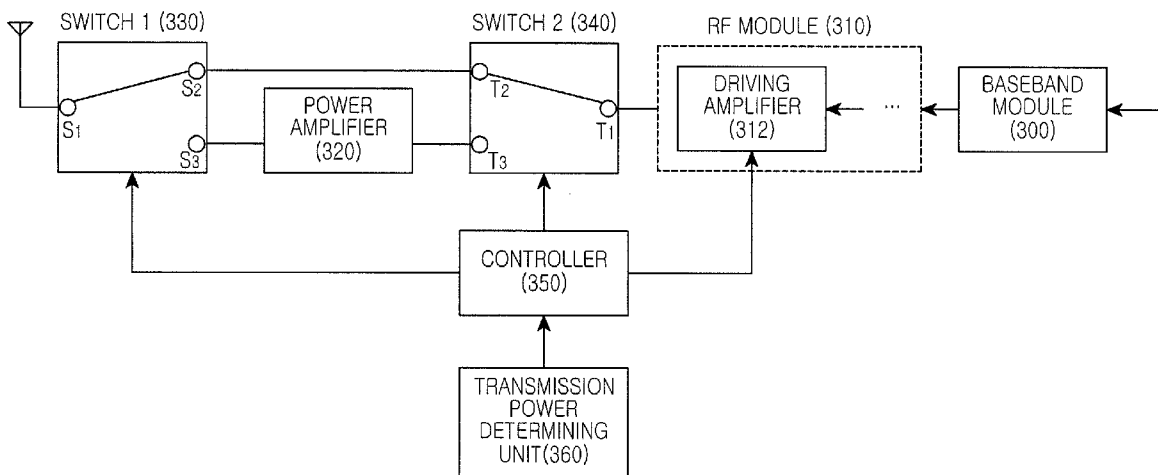 SWITCH 1 (330)
SWITCH 2 (340)
RF MODULE (310)
S1
S2
S3
POWER
AMPLIFIER
(320)
T2
T1
T3
DRIVING
AMPLIFIER
(312)
...
BASEBAND
MODULE
(300)
CONTROLLER
(350)
TRANSMISSION
POWER
DETERMINING
UNIT(360)